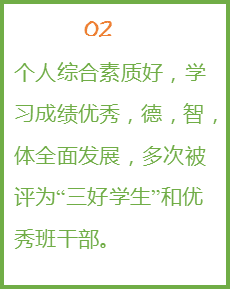 02
个人综合素质好，学
习成绩优秀，德，智，
体全面发展，多次被
评为“三好学生”和优
秀班干部。